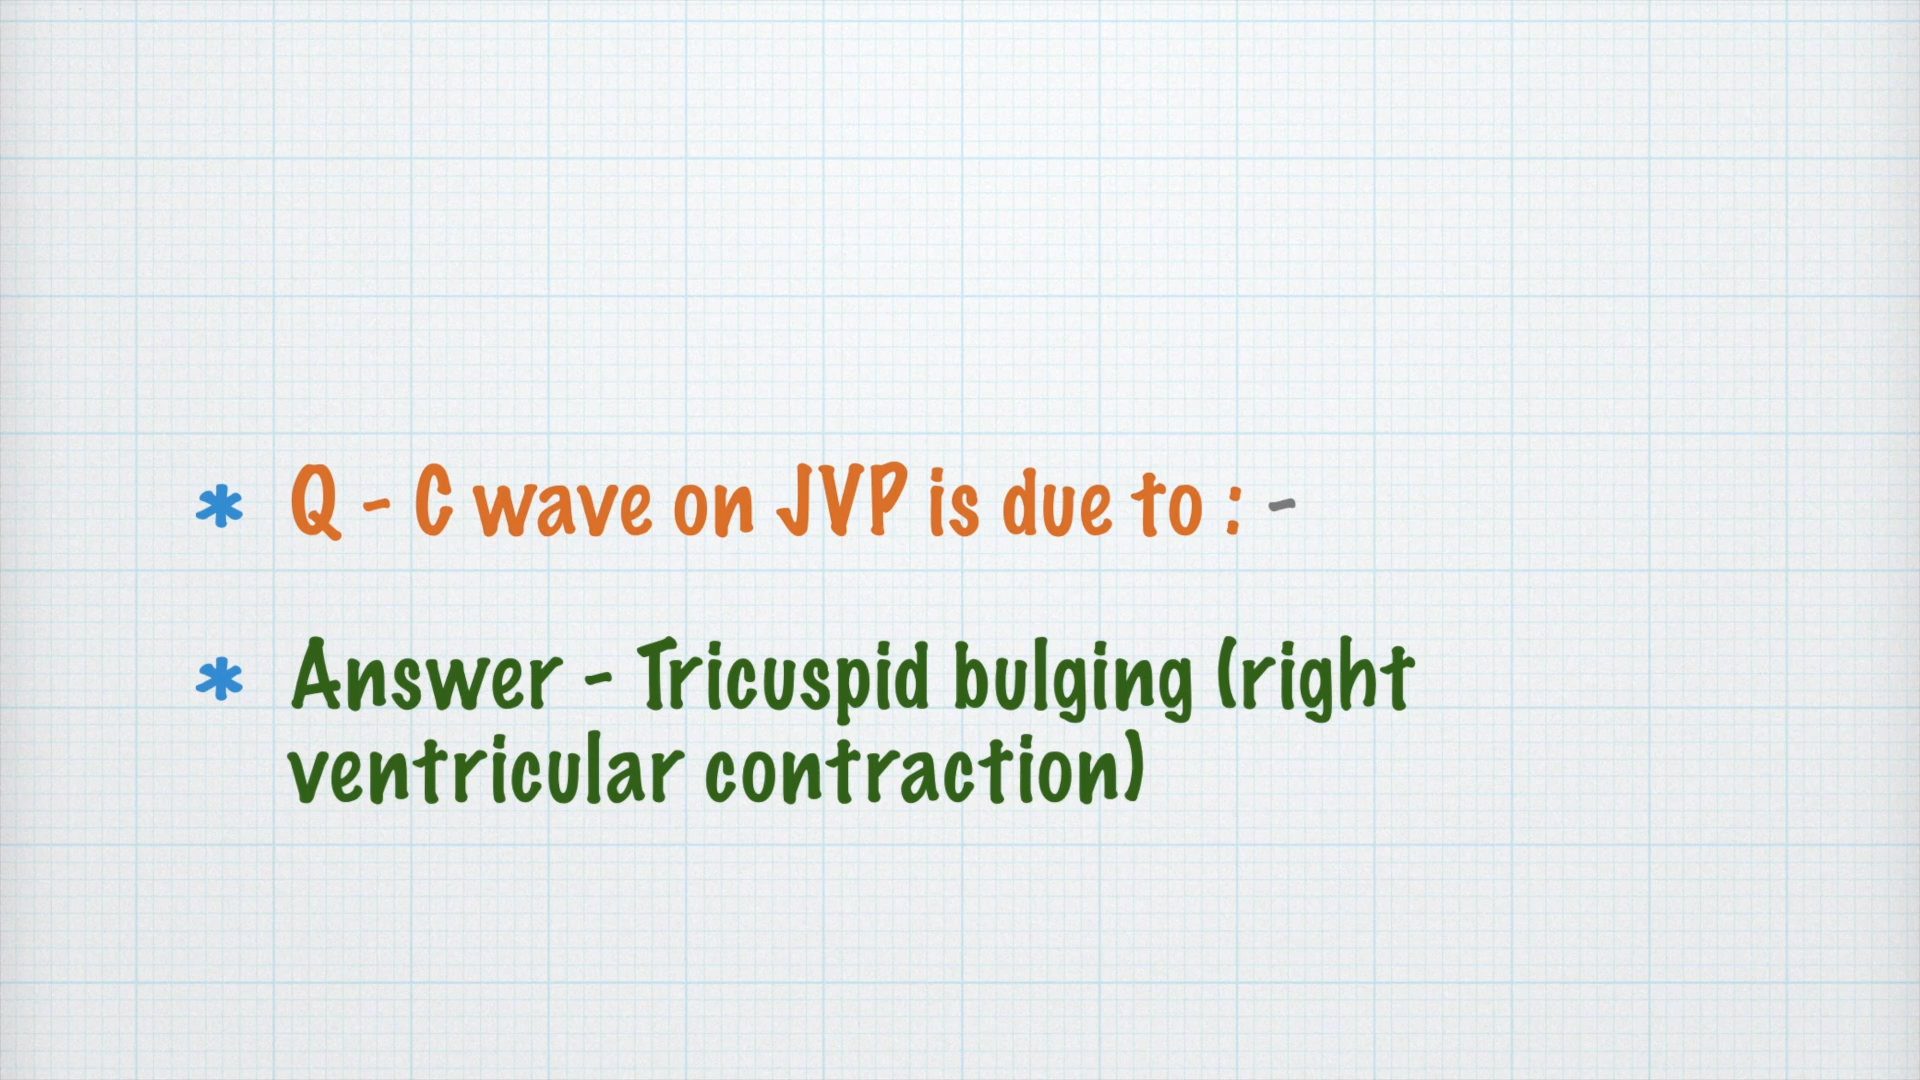 * Q - C wave on JVP is due to : -
* Answer - Tricuspid bulging (right
ventricular contraction)